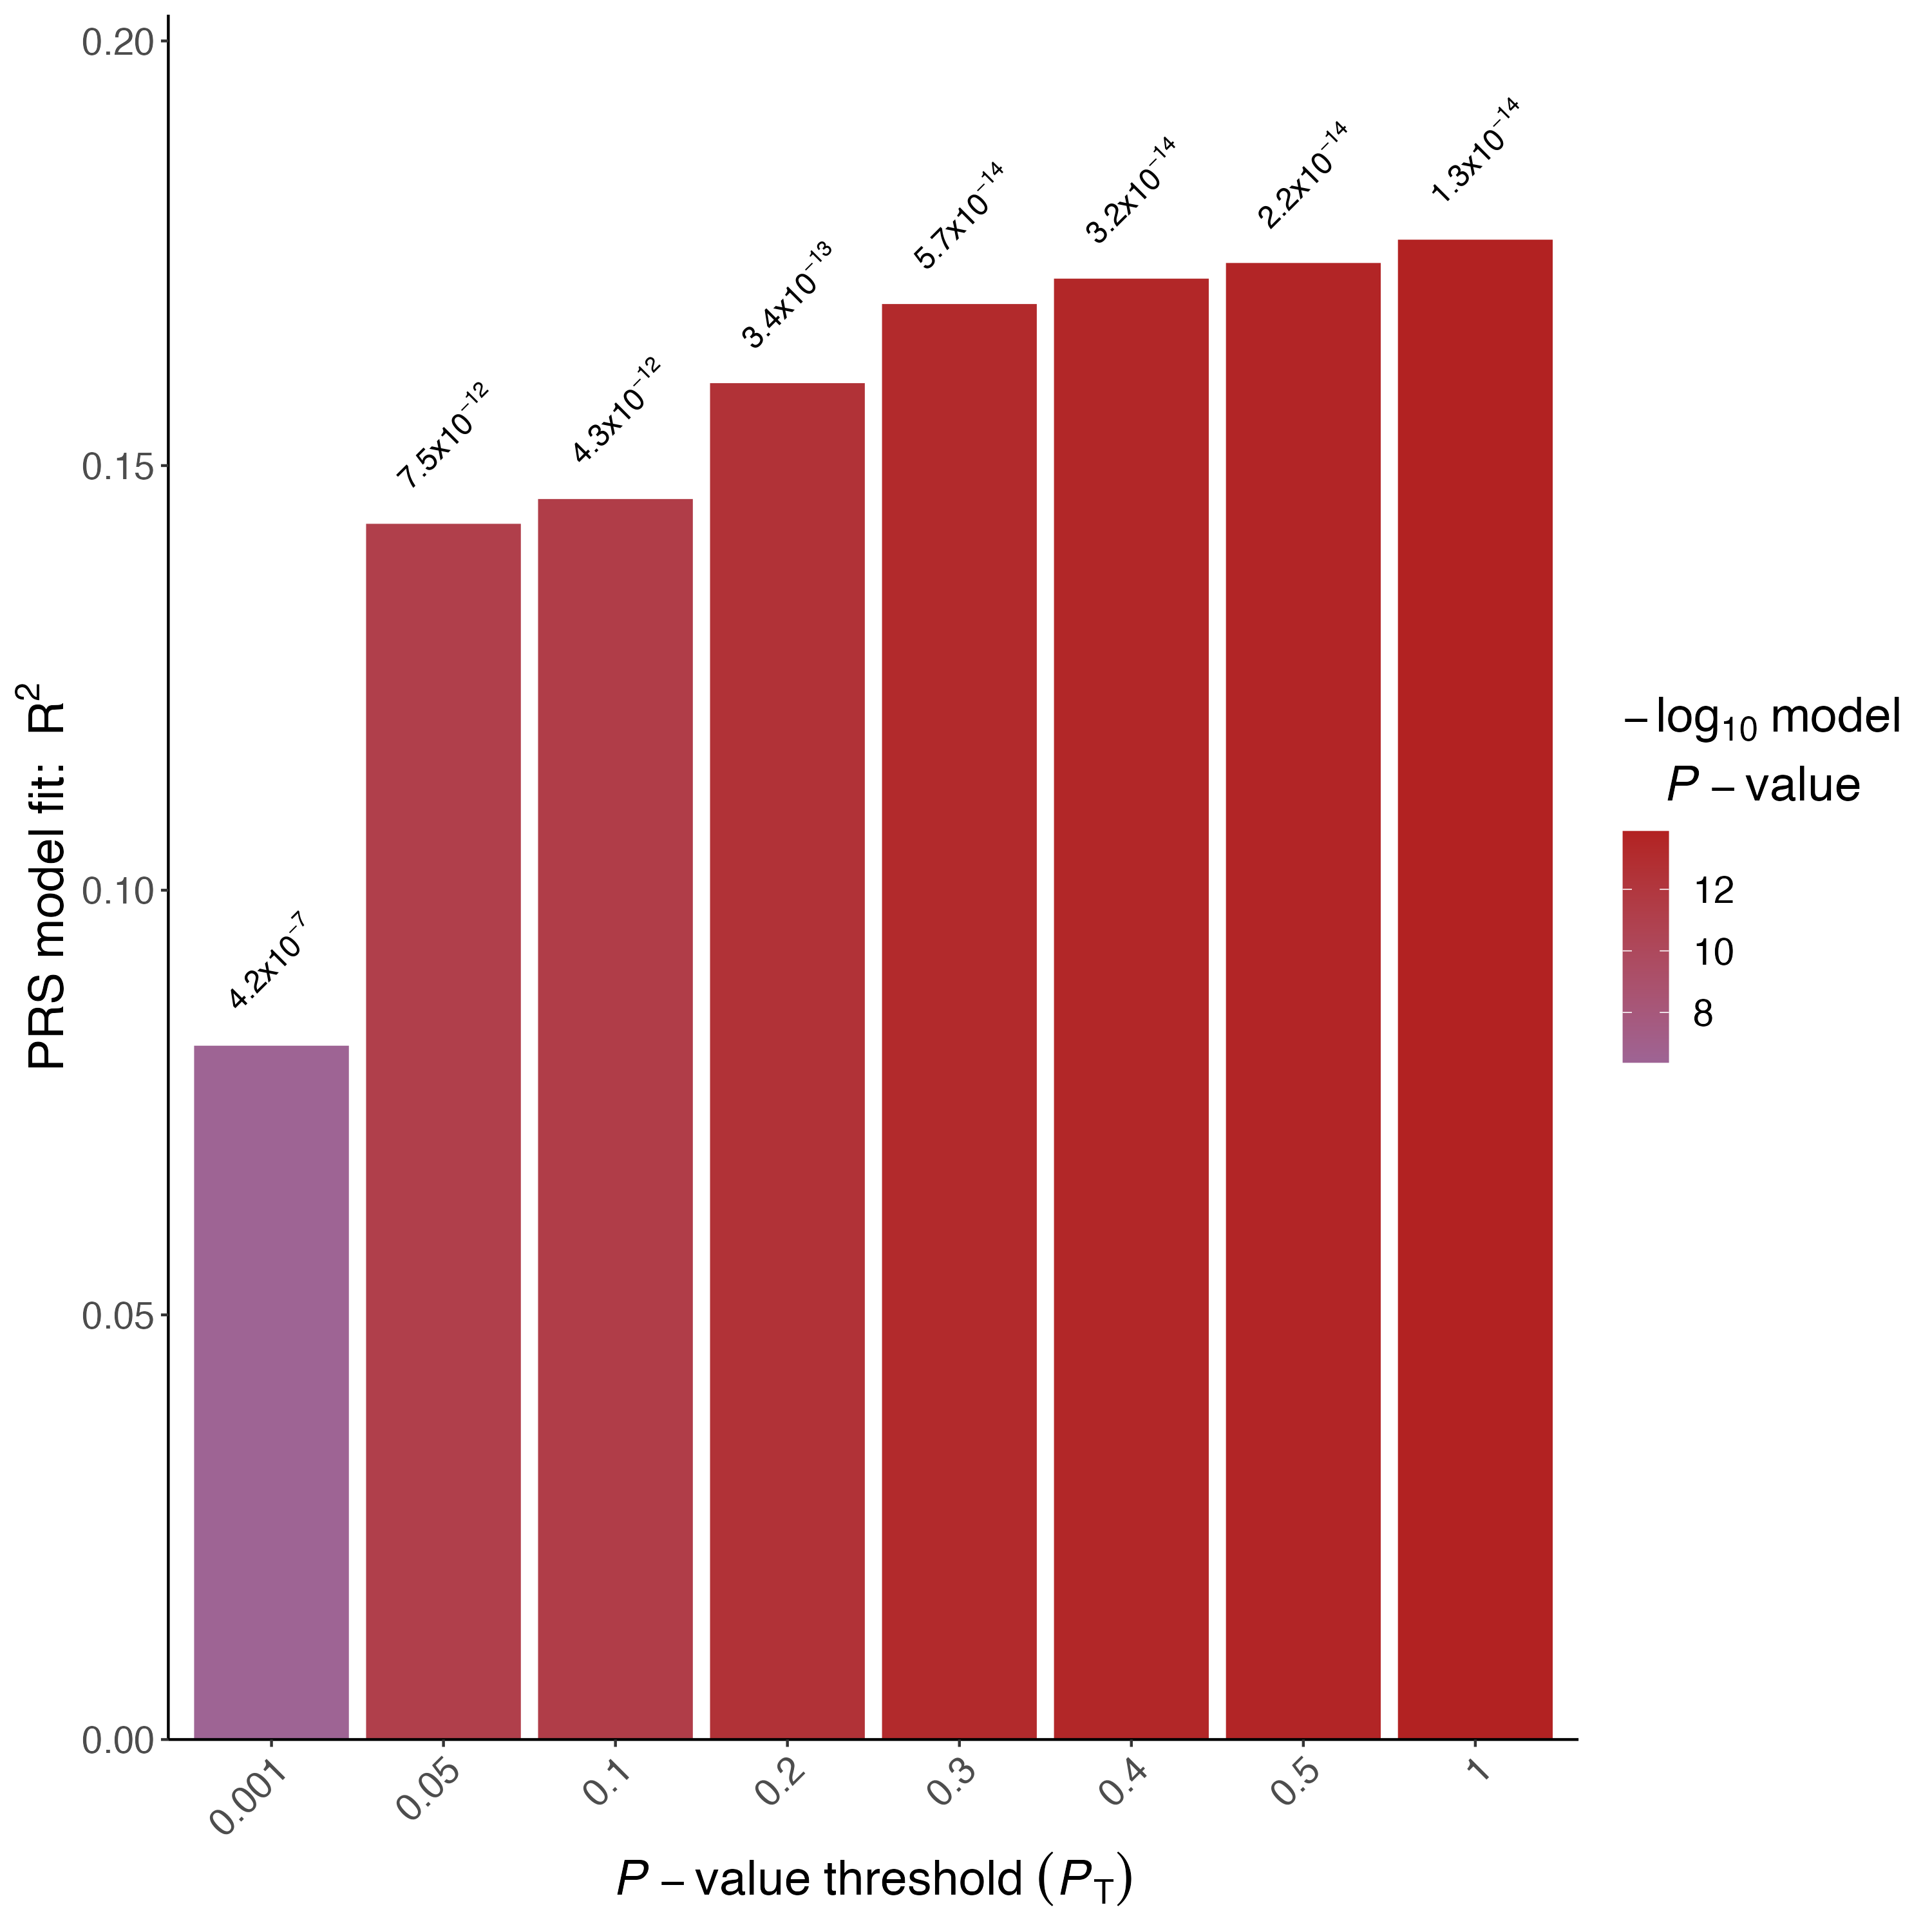 PRS model fit: R²
0.20
0.15
0.10
0.05
0.00
4.2x10⁻⁷
7.5x10⁻¹²
4.3x10⁻¹²
3.4x10⁻¹³
5.7x10⁻¹⁴
3.2x10⁻¹⁴
2.2x10⁻¹⁴
1.3x10⁻¹⁴
0.001
0.05
0.1
0.2
0.3
0.4
0.5
1
P – value threshold (P_T)
– log₁₀ model
P – value
12
10
8